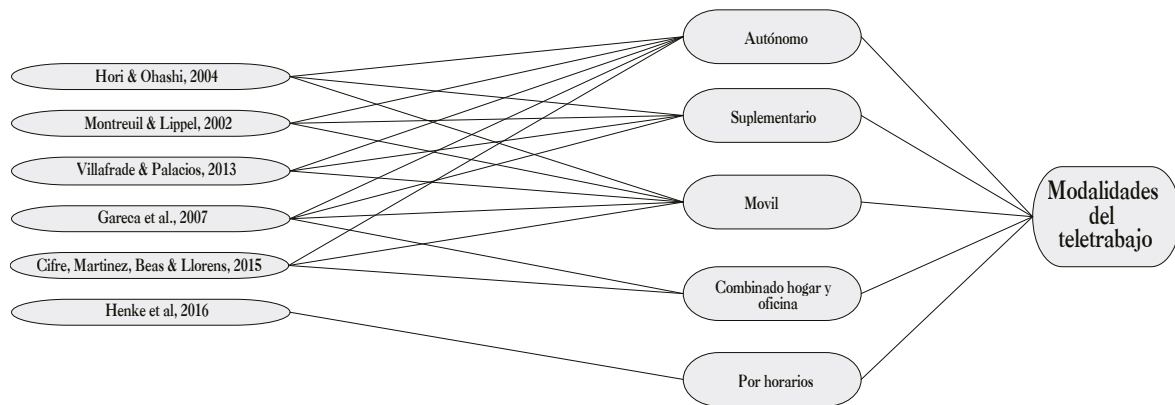 Hori & Ohashi, 2004
Montreuil & Lippel, 2002
Villafrade & Palacios, 2013
Gareca et al., 2007
Cifre, Martinez, Beas & Llorens, 2015
Henke et al, 2016
Autónomo
Suplementario
Movil
Combinado hogar y
oficina
Por horarios
Modalidades
del
teletrabajo